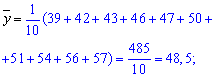 ȳ = 1/10 (39 + 42 + 43 + 46 + 47 + 50 +
+ 51 + 54 + 56 + 57) = 485/10 = 48,5;